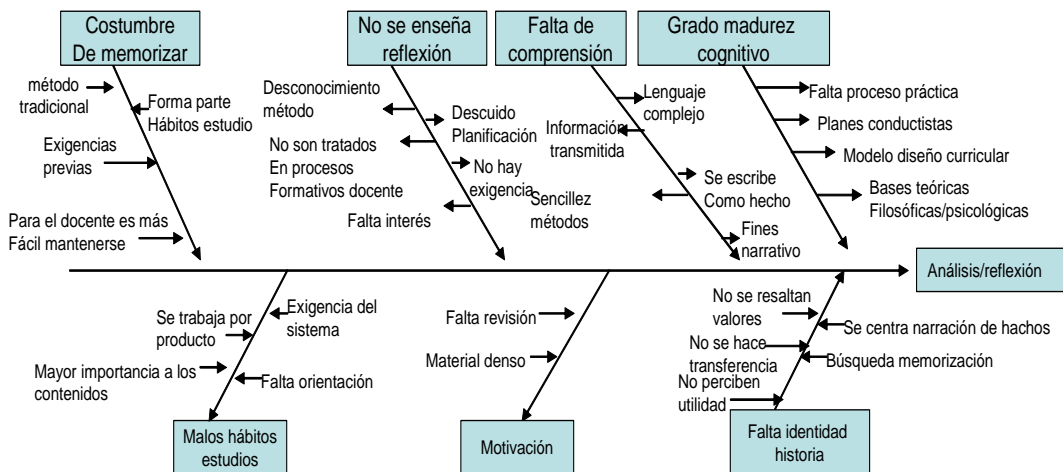 Costumbre
De memorizar
No se enseña
reflexión
Falta de
comprensión
Grado madurez
cognitivo
método
tradicional
Forma parte
Hábitos estudio
Exigencias
previas
Para el docente es más
Fácil mantenerse
Desconocimiento
método
Descuido
Planificación
No son tratados
En procesos
Formativos docente
No hay
exigencia
Falta interés
Lenguaje
complejo
Información
transmitida
Se escribe
Como hecho
Sencillez
métodos
Fines
narrativo
Falta proceso práctica
Planes conductistas
Modelo diseño curricular
Bases teóricas
Filosóficas/psicológicas
Análisis/reflexión
Exigencia del
sistema
Se trabaja por
producto
Mayor importancia a los
contenidos
Falta orientación
Malos hábitos
estudios
Falta revisión
Material denso
Motivación
No se resaltan
valores
Se centra narración de hachos
No se hace
transferencia
Búsqueda memorización
No perciben
utilidad
Falta identidad
historia